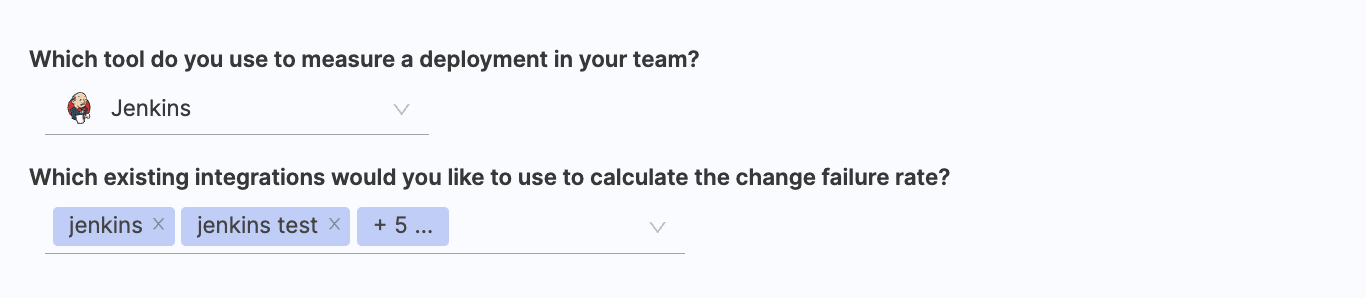 Which tool do you use to measure a deployment in your team?
Jenkins
Which existing integrations would you like to use to calculate the change failure rate?
jenkins jenkins test + 5 ...